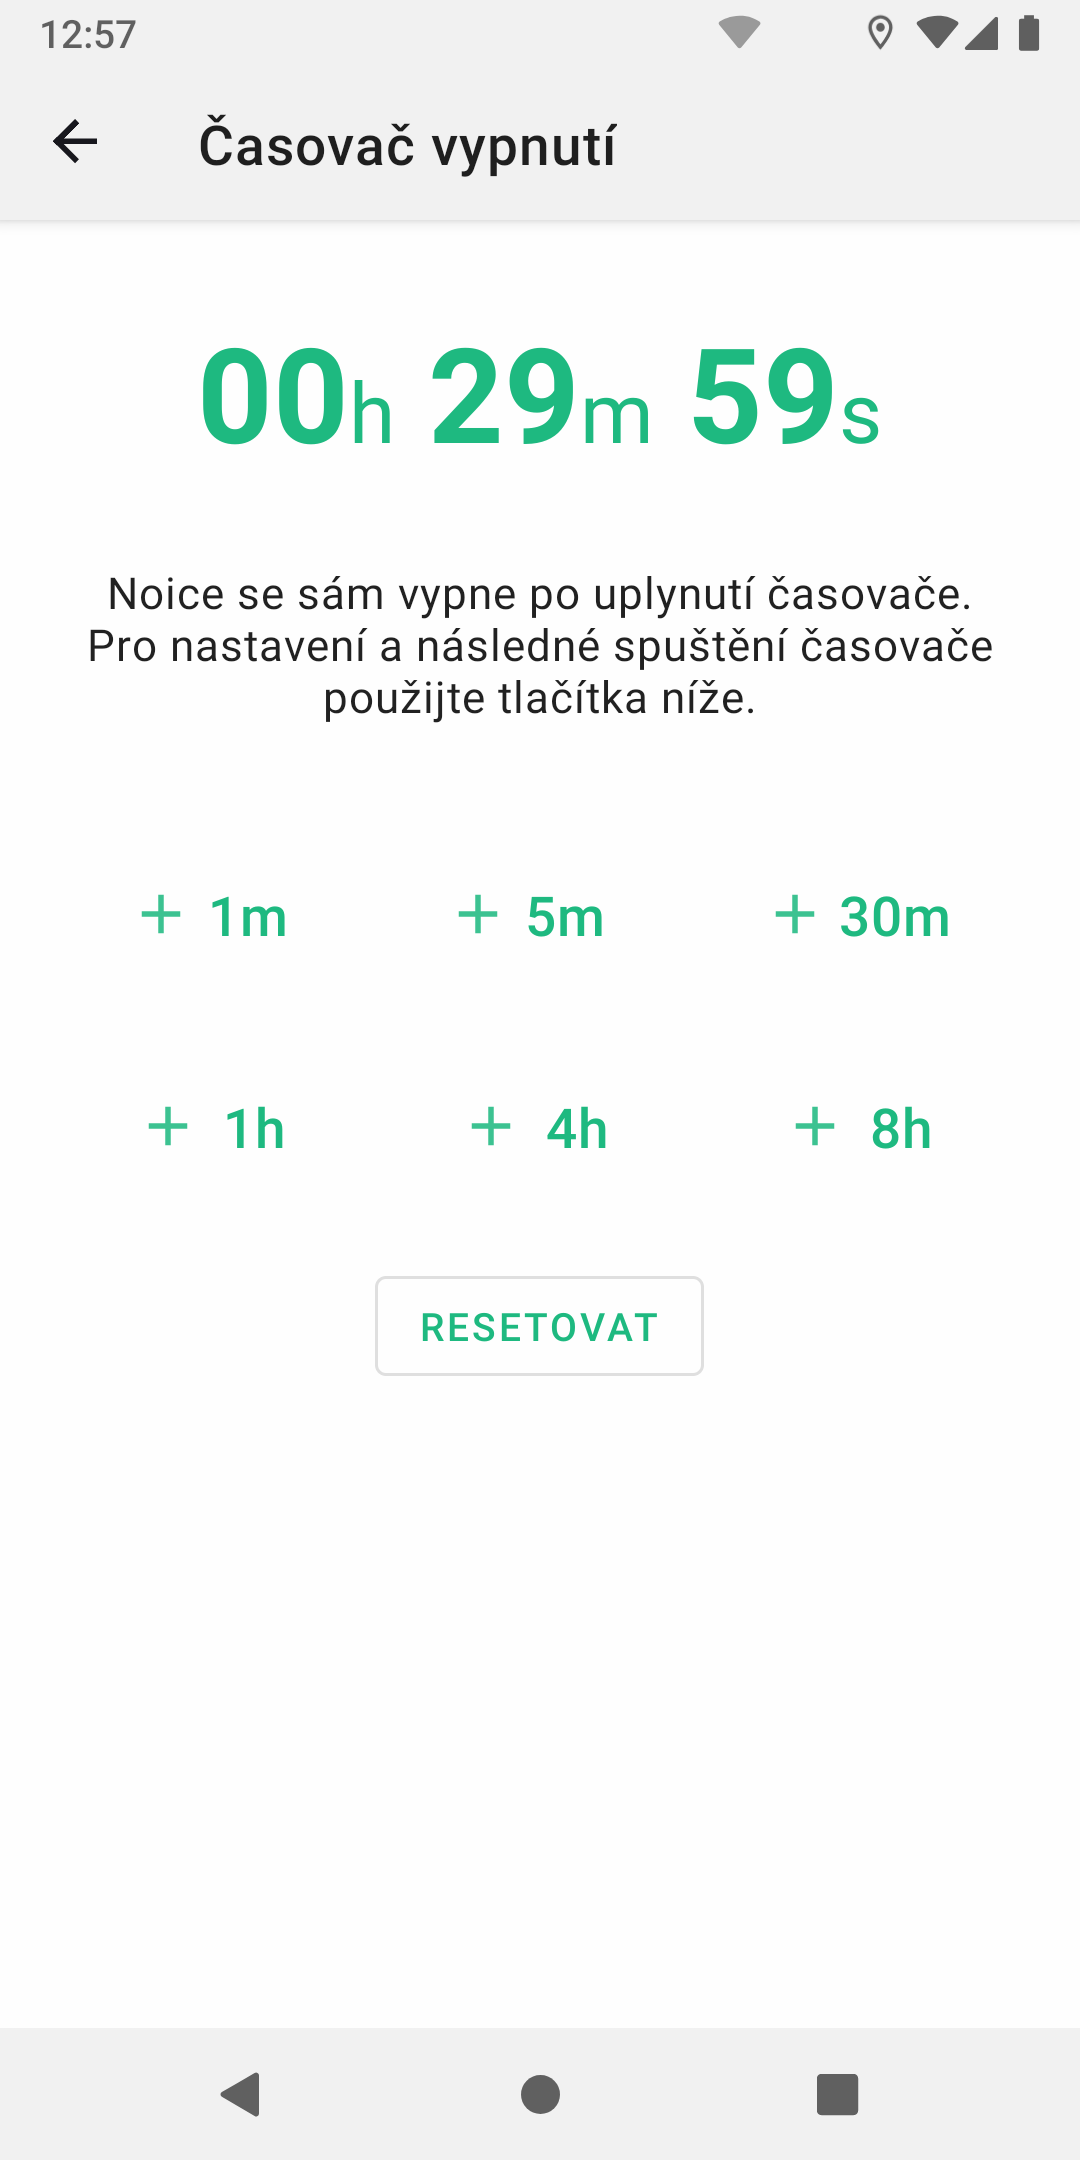 12:57
Časovač vypnutí
00h 29m 59s
Noice se sám vypne po uplynutí časovače.
Pro nastavení a následné spuštění časovače
použijte tlačítka níže.
+ 1m + 5m + 30m
+ 1h + 4h + 8h
RESETOVAT